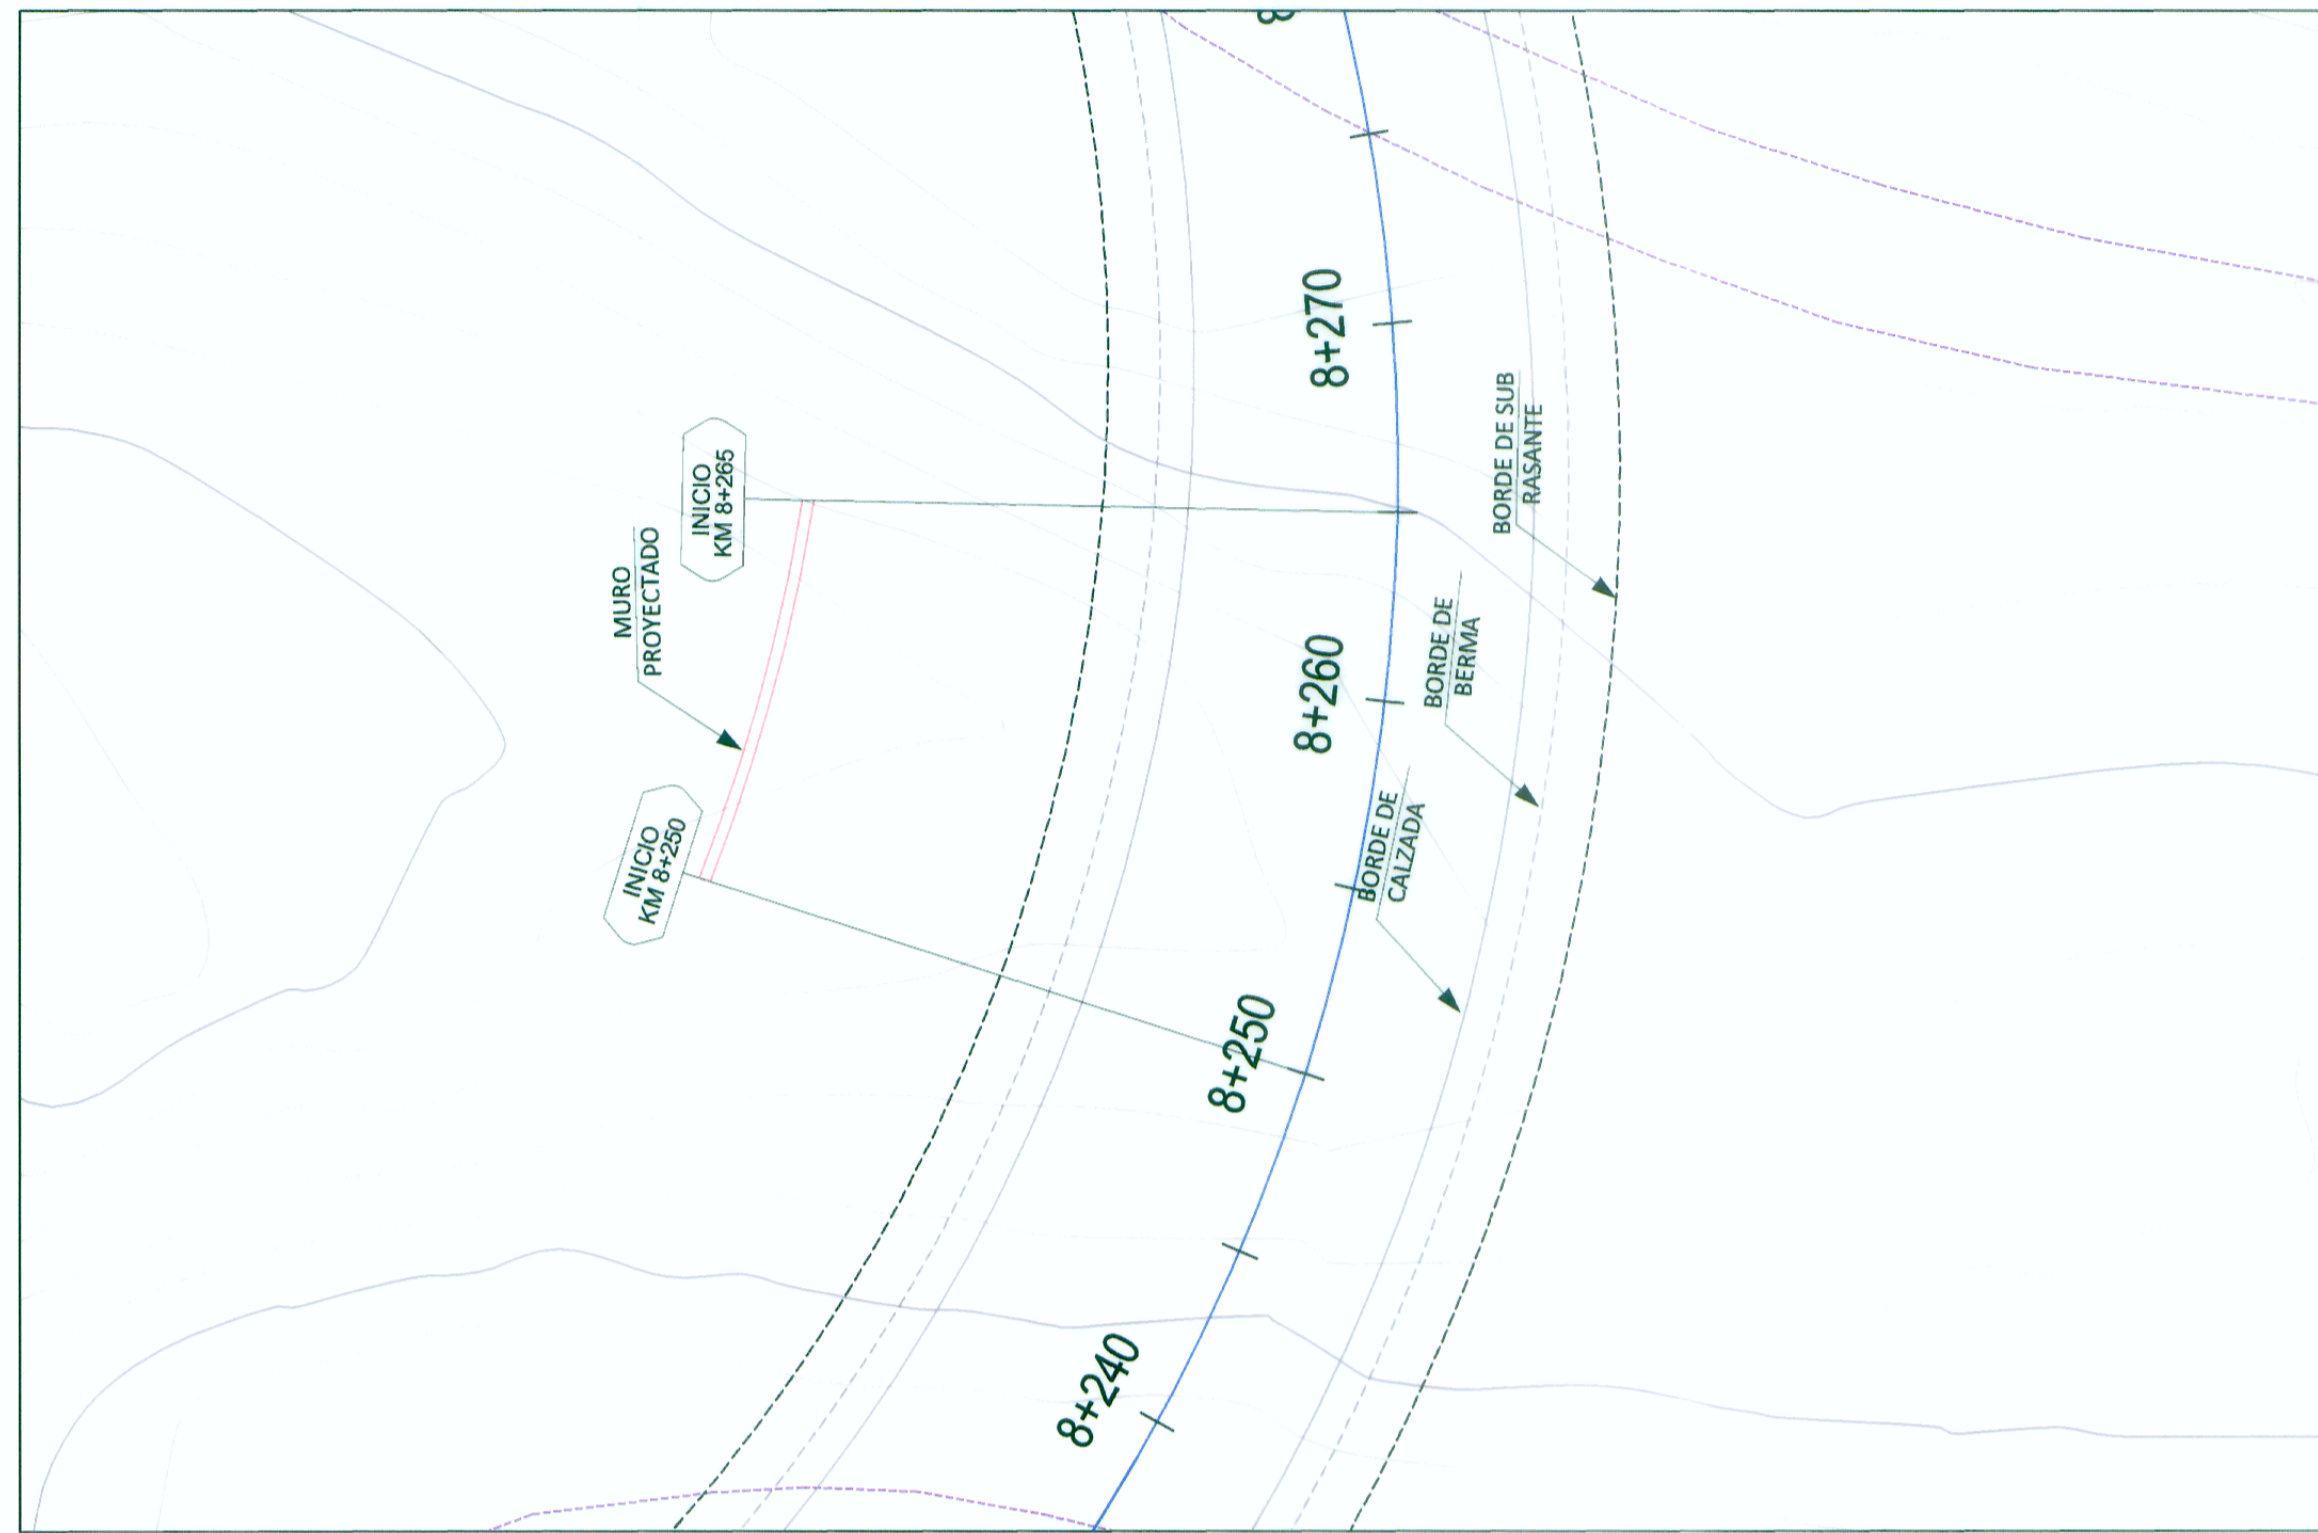 8+270
INICIO
KM 8+265
BORDE DE SUB
RASANTE
MURO
PROYECTADO
8+260
BORDE DE
BERMA
INICIO
KM 8+250
BORDE DE
CALZADA
8+250
8+240